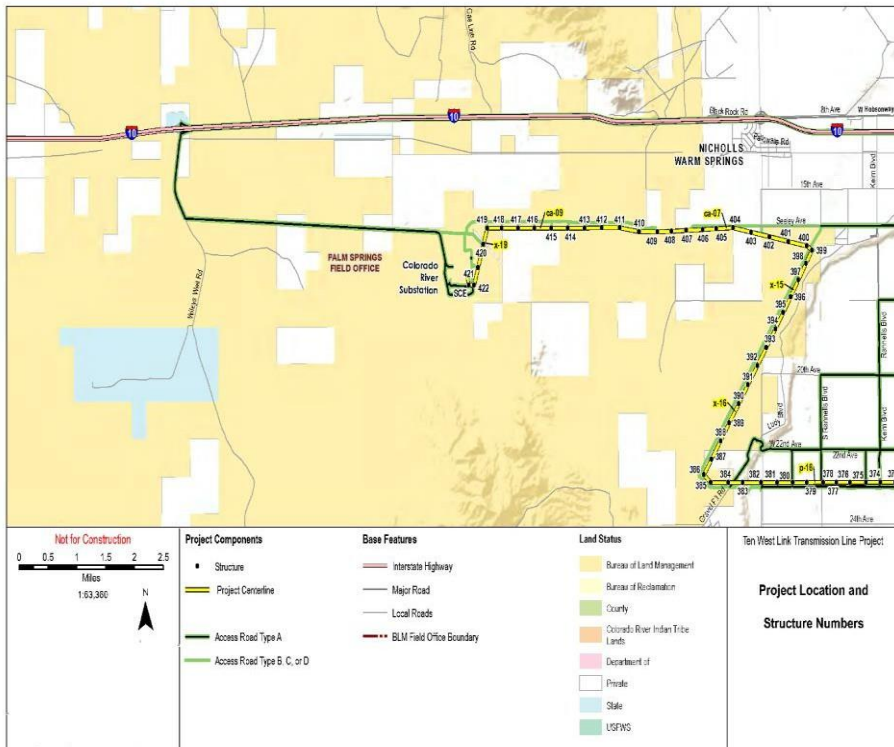 10
10
10
Black Rock Rd
8th Ave
W Hobsonway
NICHOLLS
WARM SPRINGS
Keim Blvd
15th Ave
Seeley Ave
419 418 417 416 ca-09 413 412 411 410
415 414
409 408 407 406 405
ca-07 404
403 402 401 400 399
x-19
420
421
422
PALM SPRINGS
FIELD OFFICE
Colorado
River
Substation
SCE
Wileys Well Rd
398
397
x-15
396
395
394
393
392
391
390
x-16
388
389
387
386
385
384
383
382 381 380
p-16
379
378 376 375 374
377
20th Ave
S Rannells Blvd
Rannells Blvd
Keim Blvd
W 22nd Ave
22nd Ave
24th Ave
Not for Construction
0 0.5 1 1.5 2 2.5
Miles
1:63,360
N
Project Components
Structure
Project Centerline
Access Road Type A
Access Road Type B, C, or D
Base Features
Interstate Highway
Major Road
Local Roads
BLM Field Office Boundary
Land Status
Bureau of Land Management
Bureau of Reclamation
County
Colorado River Indian Tribe
Lands
Department of
Private
State
USFWS
Ten West Link Transmission Line Project
Project Location and
Structure Numbers